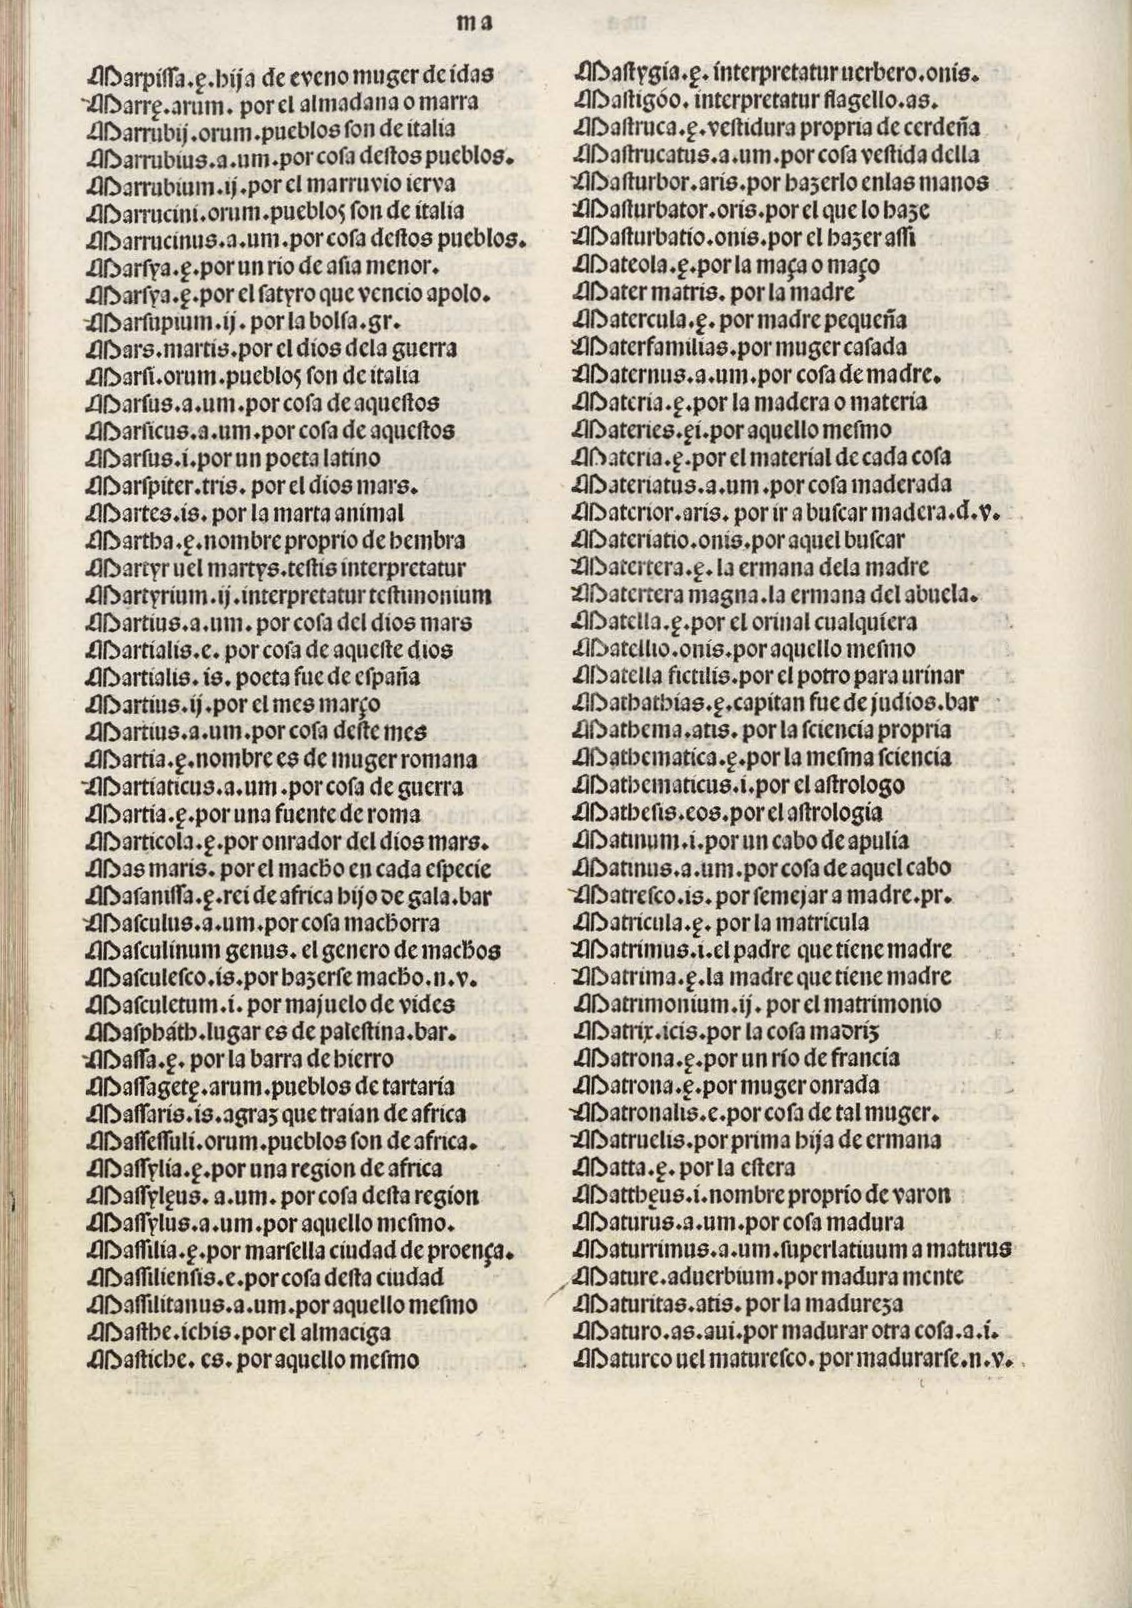 ma
Marpissa.ę.hija de eveno muger de idas
Marrę.arum. por el almadana o marra
Marrubij.orum.pueblos son de italia
Marrubius.a.um.por cosa destos pueblos.
Marrubium.ij.por el marruvio ierva
Marrucini.orum.pueblos son de italia
Marrucinus.a.um.por cosa destos pueblos.
Marsya.ę.por un rio de asia menor.
Marsya.ę.por el satyro que vencio apolo.
Marsupium.ij.por la bolsa.gr.
Mars.martis.por el dios dela guerra
Marsi.orum.pueblos son de italia
Marsus.a.um.por cosa de aquestos
Marsicus.a.um.por cosa de aquestos
Marsus.i.por un poeta latino
Marspiter.tris. por el dios mars.
Martes.is. por la marta animal
Martha.ę.nombre proprio de hembra
Martyr uel martys.testis interpretatur
Martyrium.ij.interpretatur testimonium
Martius.a.um. por cosa del dios mars
Martialis.e. por cosa de aqueste dios
Martialis.is. poeta fue de españa
Martius.ij.por el mes março
Martius.a.um.por cosa deste mes
Martia.ę.nombre es de muger romana
Martiaticus.a.um.por cosa de guerra
Martia.ę.por una fuente de roma
Marticola.ę.por onrador del dios mars.
Mas maris. por el macho en cada especie
Masanissa.ę.rei de africa hijo de gala.bar
Masculus.a.um.por cosa machorra
Masculinum genus. el genero de machos
Masculesco.is.por hazerse macho.n.v.
Masculetum.i. por majuelo de vides
Maspháth.lugar es de palestina.bar.
Massa.ę. por la barra de hierro
Massagetę.arum.pueblos de tartaria
Massaris.is.agraz que traian de africa
Massessuli.orum.pueblos son de africa.
Massylia.ę.por una region de africa
Massylęus. a.um. por cosa desta region
Massylus.a.um.por aquello mesmo.
Massilia.ę.por marsella ciudad de proença.
Massiliensis.e.por cosa desta ciudad
Massilitanus.a.um.por aquello mesmo
Masthe.ichis.por el almaciga
Mastiche. es. por aquello mesmo
Mastygia.ę. interpretatur uerbero.onis.
Mastigóo. interpretatur flagello.as.
Mastruca.ę.vestidura propria de cerdeña
Mastrucatus.a.um.por cosa vestida della
Masturbor.aris.por hazerlo enlas manos
Masturbator.oris.por el que lo haze
Masturbatio.onis.por el hazer assi
Mateola.ę.por la maça o maço
Mater matris. por la madre
Matercula.ę. por madre pequeña
Materfamilias.por muger casada
Maternus.a.um.por cosa de madre.
Materia.ę.por la madera o materia
Materies.ęi.por aquello mesmo
Materia.ę.por el material de cada cosa
Materiatus.a.um.por cosa maderada
Materior.aris. por ir a buscar madera.d.v.
Materiatio.onis.por aquel buscar
Matertera.ę.la ermana dela madre
Matertera magna.la ermana del abuela.
Matella.ę.por el orinal cualquiera
Matellio.onis.por aquello mesmo
Matella fictilis.por el potro para urinar
Mathathias.ę.capitan fue de judios.bar
Mathema.atis. por la sciencia propria
Mathematica.ę.por la mesma sciencia
Mathematicus.i.por el astrologo
Mathesis.eos.por el astrologia
Matinum.i.por un cabo de apulia
Matinus.a.um.por cosa de aquel cabo
Matresco.is. por semejar a madre.pr.
Matricula.ę. por la matricula
Matrimus.i.el padre que tiene madre
Matrima.ę.la madre que tiene madre
Matrimonium.ij. por el matrimonio
Matrix.icis.por la cosa madriz
Matrona.ę.por un rio de francia
Matrona.ę.por muger onrada
Matronalis.e.por cosa de tal muger.
Matruelis.por prima hija de ermana
Matta.ę. por la estera
Matthęus.i.nombre proprio de varon
Maturus.a.um.por cosa madura
Maturrimus.a.um.superlatiuum a maturus
Mature.aduerbium.por madura mente
Maturitas.atis. por la madureza
Maturo.as.aui.por madurar otra cosa.a.i.
Matureo uel maturesco. por madurarse.n.v.